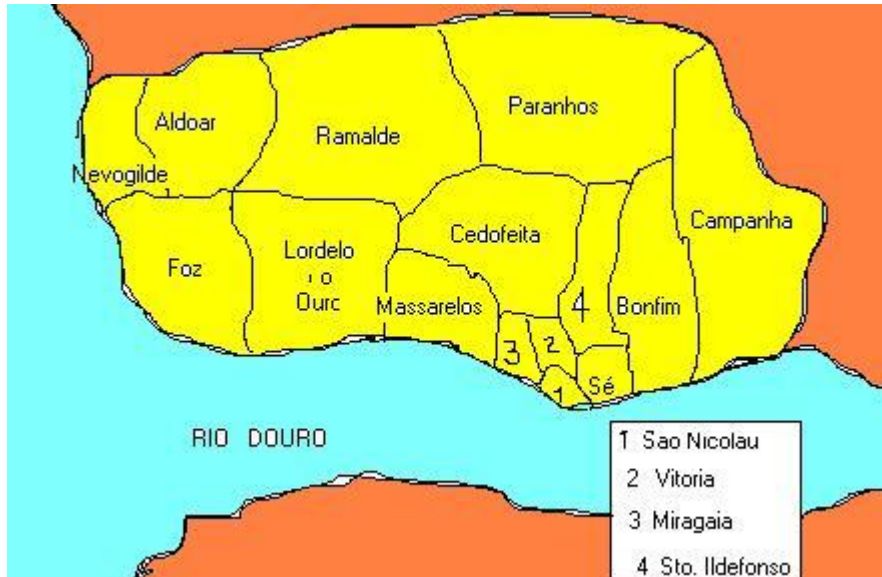 Paranhos
Aldoar
Ramalde
Nevogilde
Campanha
Cedofeita
Lordelo
o
Ouro
Foz
Massarelos
4
Bonfim
3
2
Sé
1
RIO DOURO
1 Sao Nicolau
2 Vitoria
3 Miragaia
4 Sto. Ildefonso